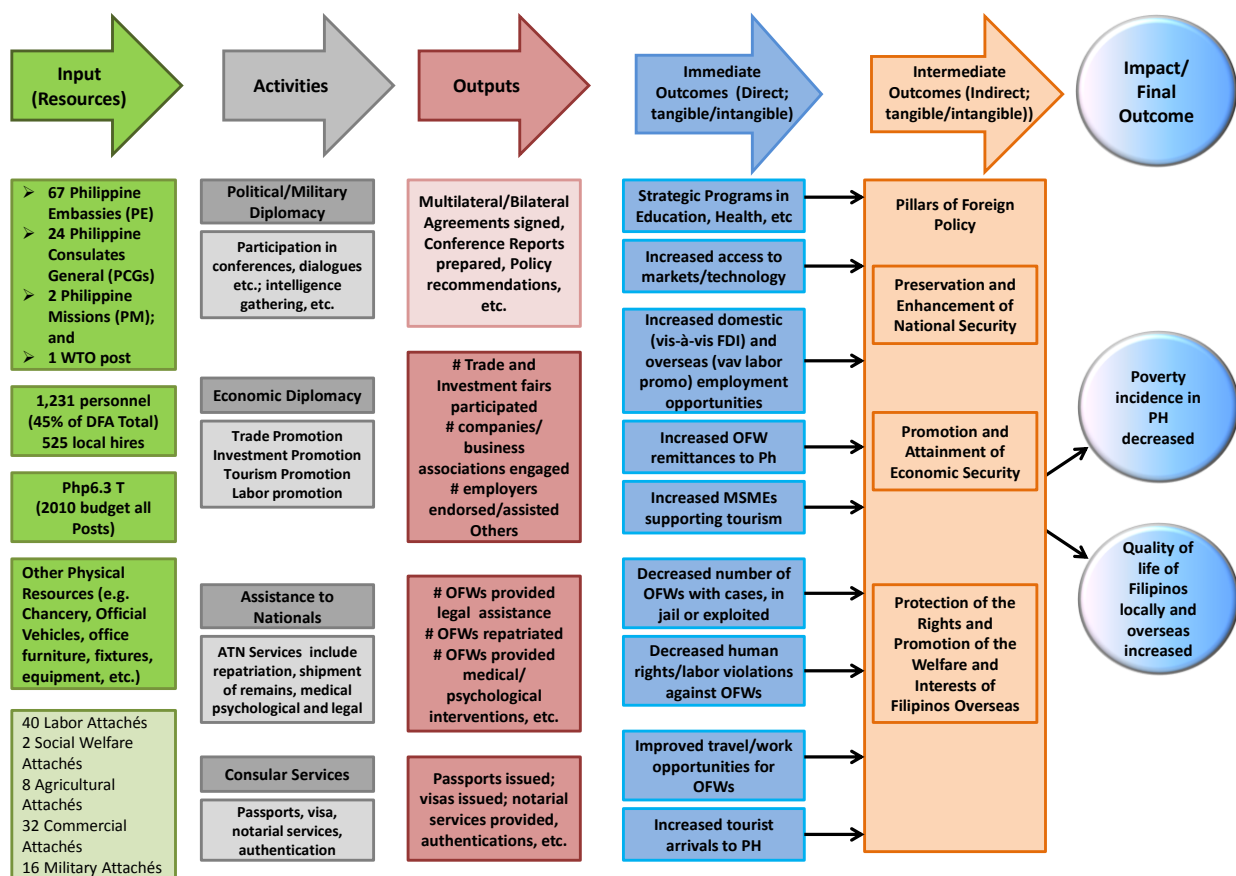 Input
(Resources)
Activities
Outputs
Immediate
Outcomes (Direct;
tangible/intangible)
Intermediate
Outcomes (Indirect;
tangible/intangible))
Impact/
Final
Outcome
➢ 67 Philippine
Embassies (PE)
➢ 24 Philippine
Consulates
General (PCGs)
➢ 2 Philippine
Missions (PM);
and
➢ 1 WTO post
1,231 personnel
(45% of DFA Total)
525 local hires
Php6.3 T
(2010 budget all
Posts)
Other Physical
Resources (e.g.
Chancery, Official
Vehicles, office
furniture, fixtures,
equipment, etc.)
40 Labor Attachés
2 Social Welfare
Attachés
8 Agricultural
Attachés
32 Commercial
Attachés
16 Military Attachés
Political/Military
Diplomacy
Participation in
conferences, dialogues
etc.; intelligence
gathering, etc.
Economic Diplomacy
Trade Promotion
Investment Promotion
Tourism Promotion
Labor promotion
Assistance to
Nationals
ATN Services include
repatriation, shipment
of remains, medical
psychological and legal
Consular Services
Passports, visa,
notarial services,
authentication
Multilateral/Bilateral
Agreements signed,
Conference Reports
prepared, Policy
recommendations,
etc.
# Trade and
Investment fairs
participated
# companies/
business
associations engaged
# employers
endorsed/assisted
Others
# OFWs provided
legal assistance
# OFWs repatriated
# OFWs provided
medical/
psychological
interventions, etc.
Passports issued;
visas issued; notarial
services provided,
authentications, etc.
Strategic Programs in
Education, Health, etc
Increased access to
markets/technology
Increased domestic
(vis-à-vis FDI) and
overseas (vav labor
promo) employment
opportunities
Increased OFW
remittances to Ph
Increased MSMEs
supporting tourism
Decreased number of
OFWs with cases, in
jail or exploited
Decreased human
rights/labor violations
against OFWs
Improved travel/work
opportunities for
OFWs
Increased tourist
arrivals to PH
Pillars of Foreign
Policy
Preservation and
Enhancement of
National Security
Promotion and
Attainment of
Economic Security
Protection of the
Rights and
Promotion of the
Welfare and
Interests of
Filipinos Overseas
Poverty
incidence in
PH
decreased
Quality of
life of
Filipinos
locally and
overseas
increased